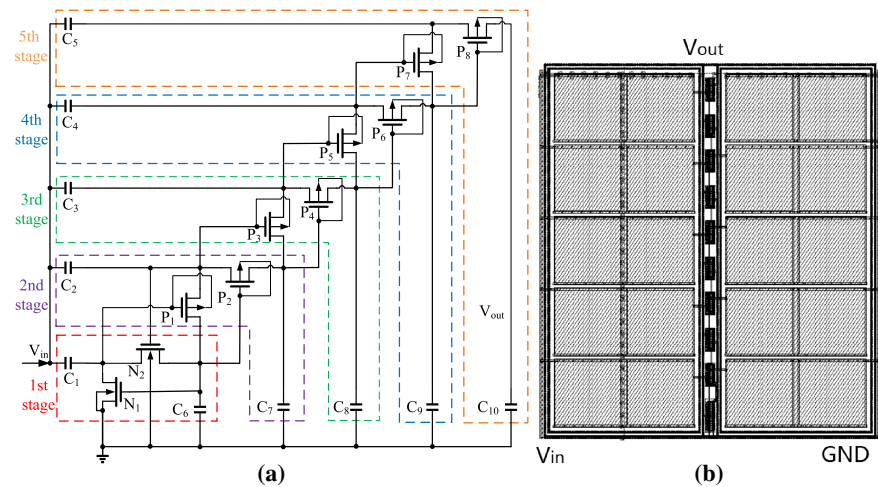 5th
stage
C5
P8
P7
4th
stage
C4
P6
P5
3rd
stage
C3
P4
P3
2nd
stage
C2
P2
P1
Vout
Vin
C1
N2
1st
stage
N1
C6
C7
C8
C9
C10
(a)
Vout
Vin
GND
(b)